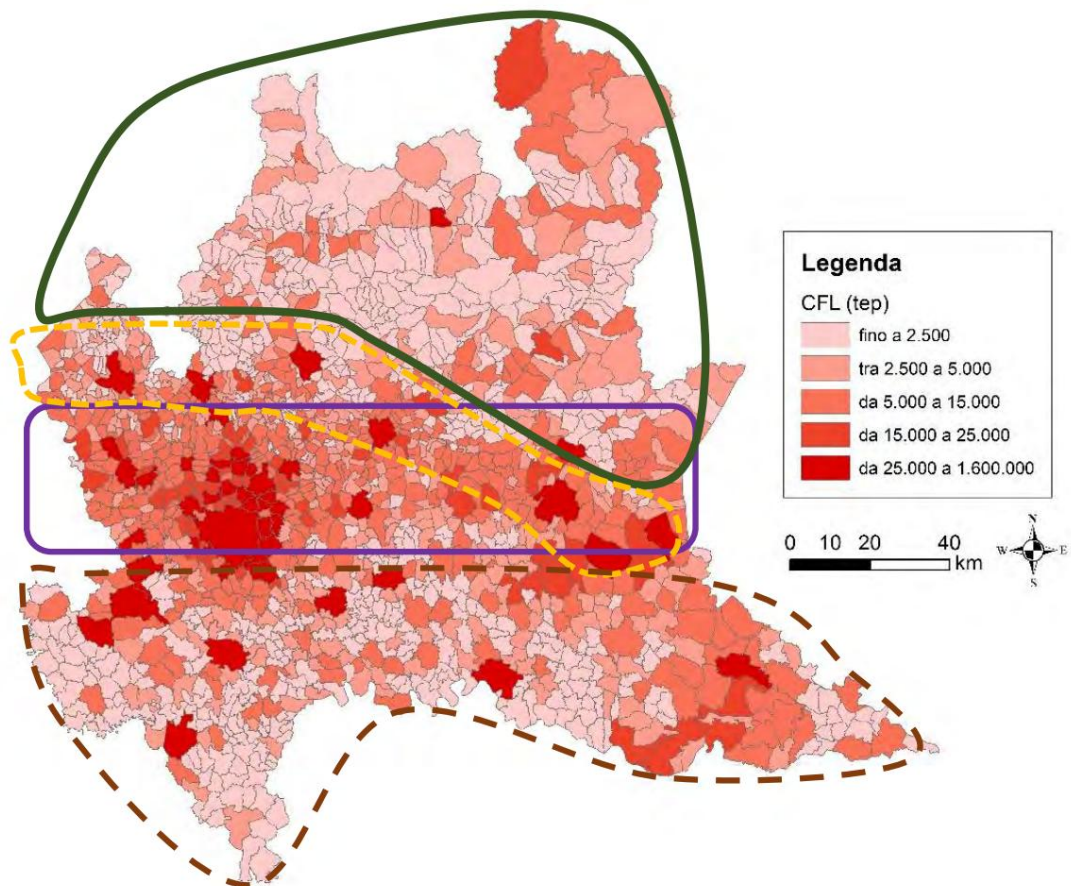 Legenda
CFL (tep)
fino a 2.500
tra 2.500 a 5.000
da 5.000 a 15.000
da 15.000 a 25.000
da 25.000 a 1.600.000
0 10 20 40
km
N
W E
S